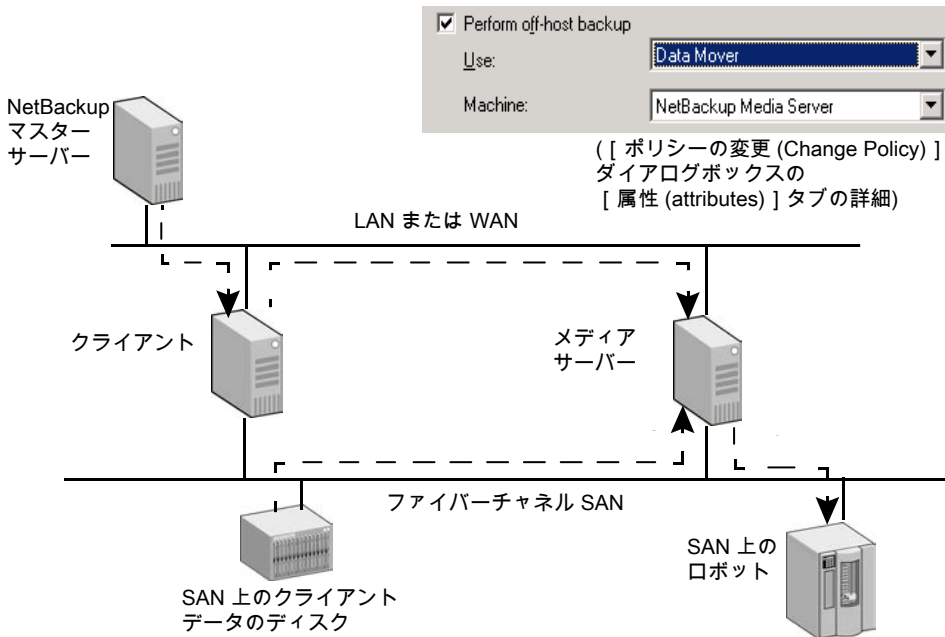 Perform off-host backup
Use:
Data Mover
Machine:
NetBackup Media Server
( [ ポリシーの変更 (Change Policy) ]
ダイアログボックスの
[ 属性 (attributes) ] タブの詳細)
NetBackup
マスター
サーバー
LAN または WAN
クライアント
メディア
サーバー
ファイバーチャネル SAN
SAN 上のクライアント
データのディスク
SAN 上の
ロボット